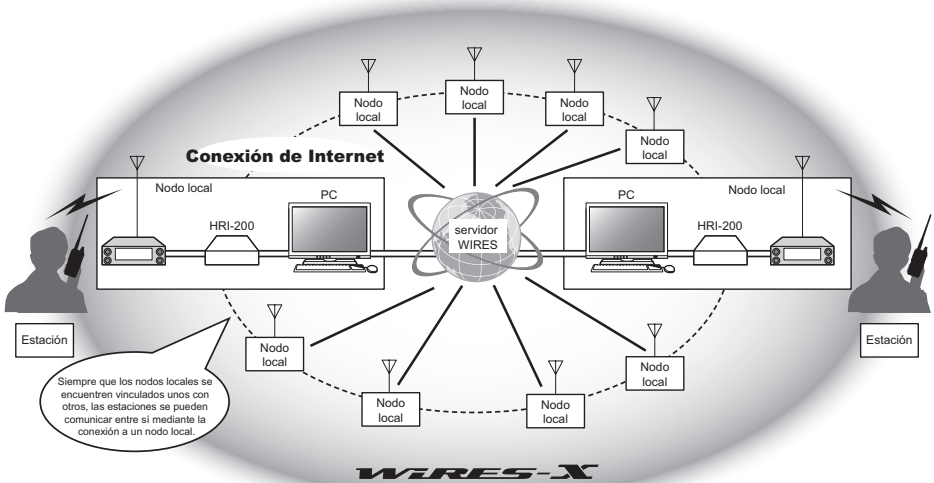 Nodo
local
Nodo
local
Nodo
local
Nodo
local
Conexión de Internet
Nodo local
PC
HRI-200
servidor
WIRES
PC
Nodo local
HRI-200
Estación
Estación
Nodo
local
Nodo
local
Nodo
local
Nodo
local
Siempre que los nodos locales se
encuentren vinculados unos con
otros, las estaciones se pueden
comunicar entre sí mediante la
conexión a un nodo local.
WIRES-X